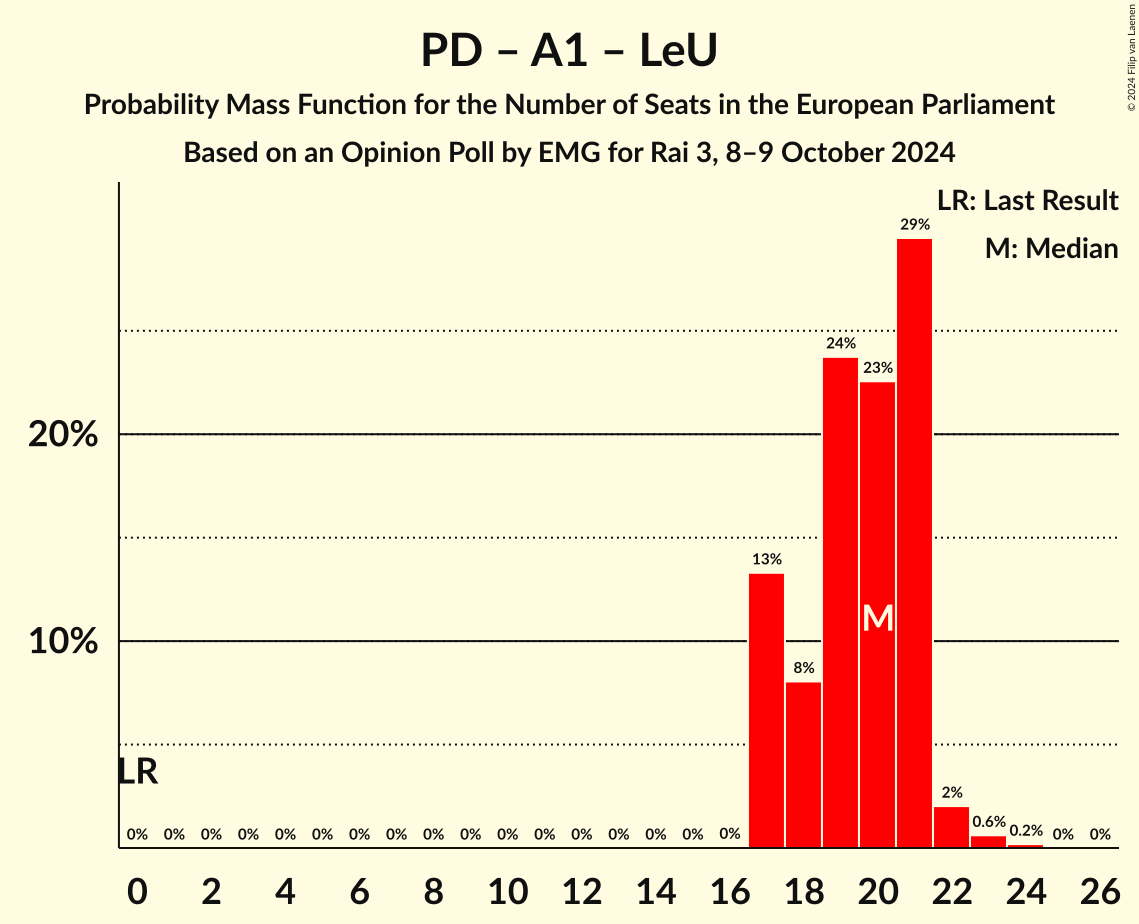 PD – A1 – LeU
Probability Mass Function for the Number of Seats in the European Parliament
Based on an Opinion Poll by EMG for Rai 3, 8–9 October 2024
© 2024 Filip van Laenen
LR: Last Result
M: Median
20%
10%
LR
0% 0% 0% 0% 0% 0% 0% 0% 0% 0% 0% 0% 0% 0% 0% 0% 0% 13% 8% 24% 23% 29% 2% 0.6% 0.2% 0% 0%
M
0 2 4 6 8 10 12 14 16 18 20 22 24 26